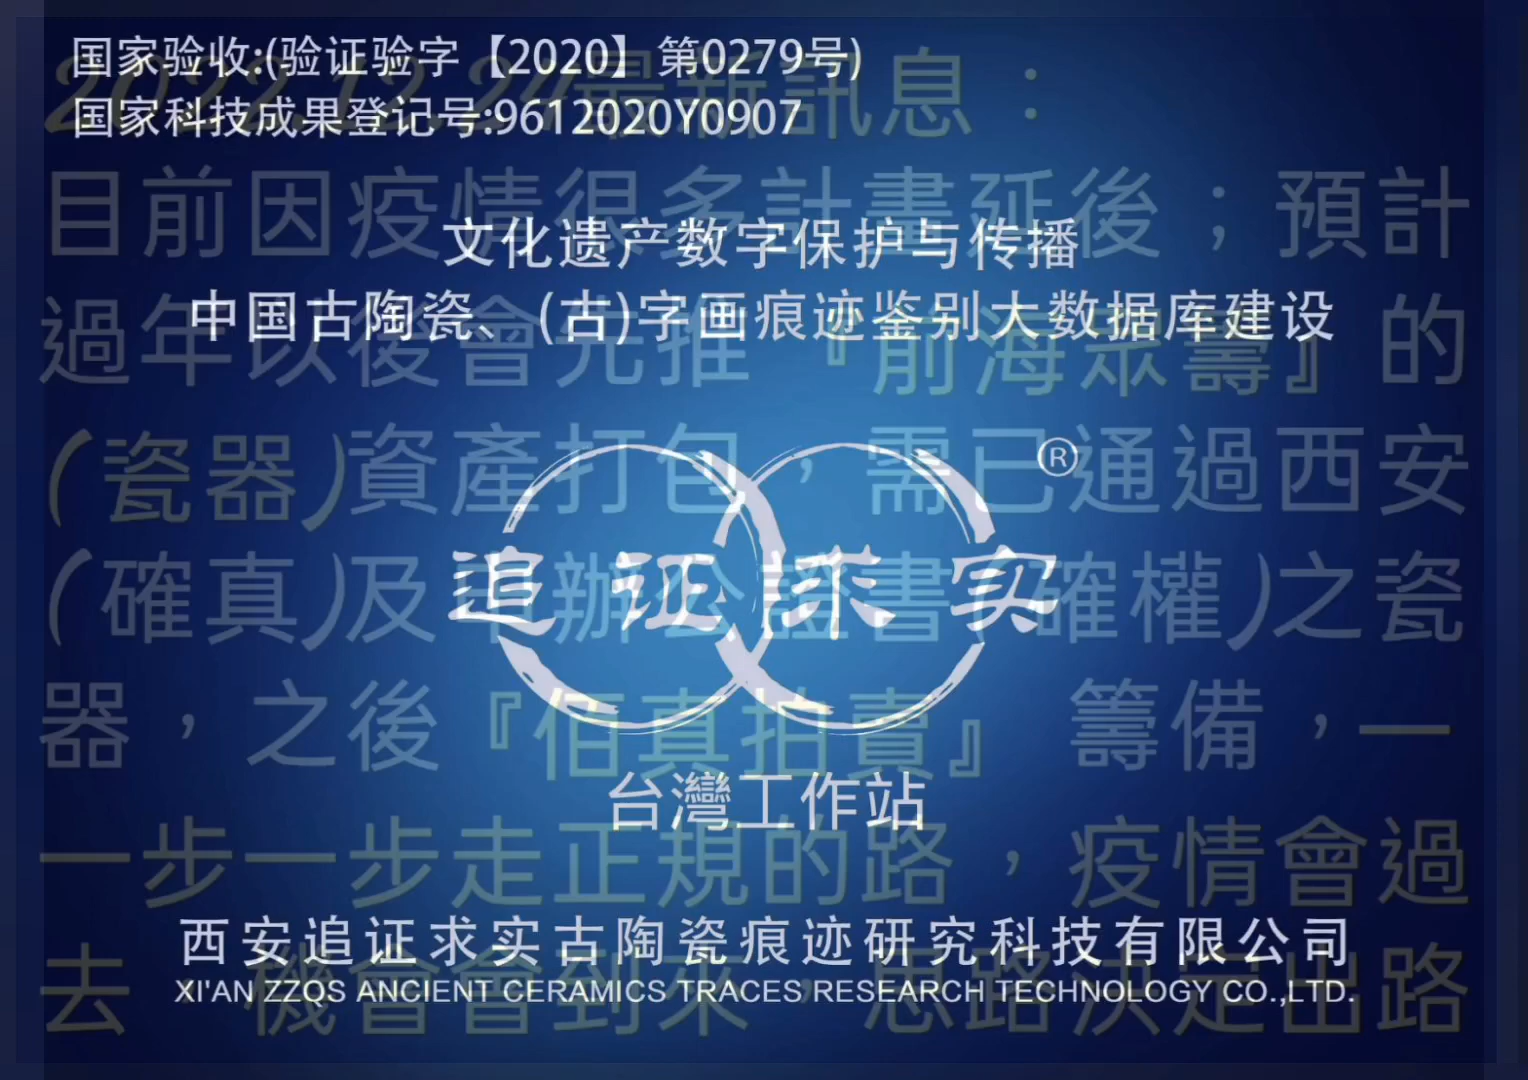 国家验收:(验证验字【2020】第0279号)
国家科技成果登记号:9612020Y0907
最新訊息：
目前因疫情很多計畫延後；預計
文化遗产数字保护与传播
中国古陶瓷、(古)字画痕迹鉴别大数据库建设
過年以後會先推『前海眾籌』的
(瓷器)資產打包，需已通過西安
®
追证求实
(確真)及 辦公證書(確權)之瓷
器，之後『佰真拍賣』籌備，一
台灣工作站
一步一步走正規的路，疫情會過
西安追证求实古陶瓷痕迹研究科技有限公司
XI'AN ZZQS ANCIENT CERAMICS TRACES RESEARCH TECHNOLOGY CO.,LTD.
去 機會會到來，思路決定出路